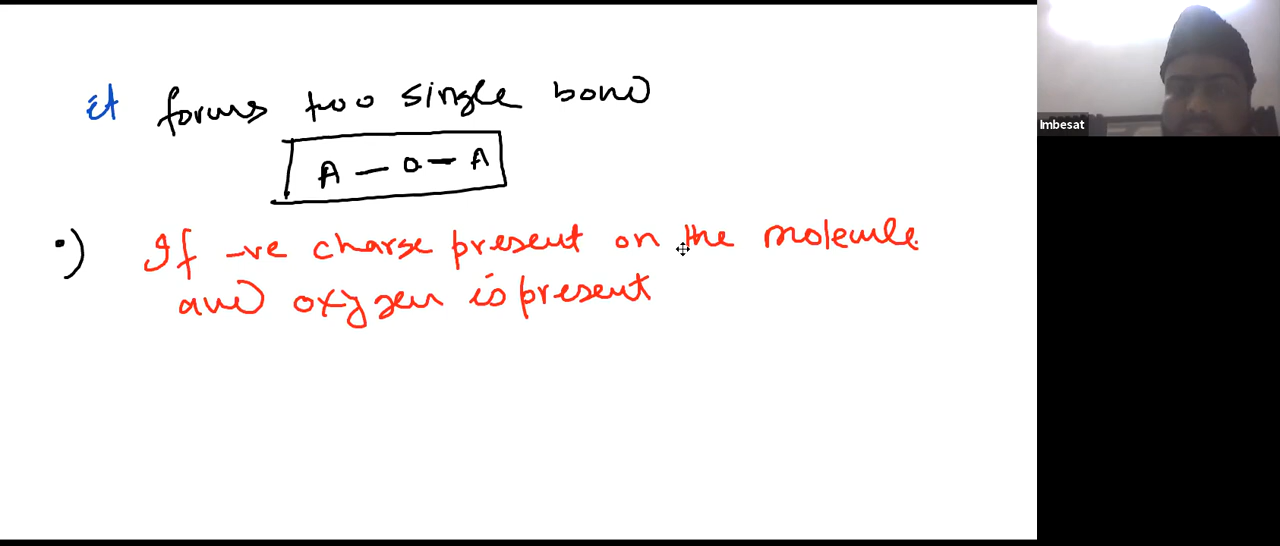 It forms two single bond
A — O — A
•) If -ve charge present on the molecule
and oxygen is present
Imbesat